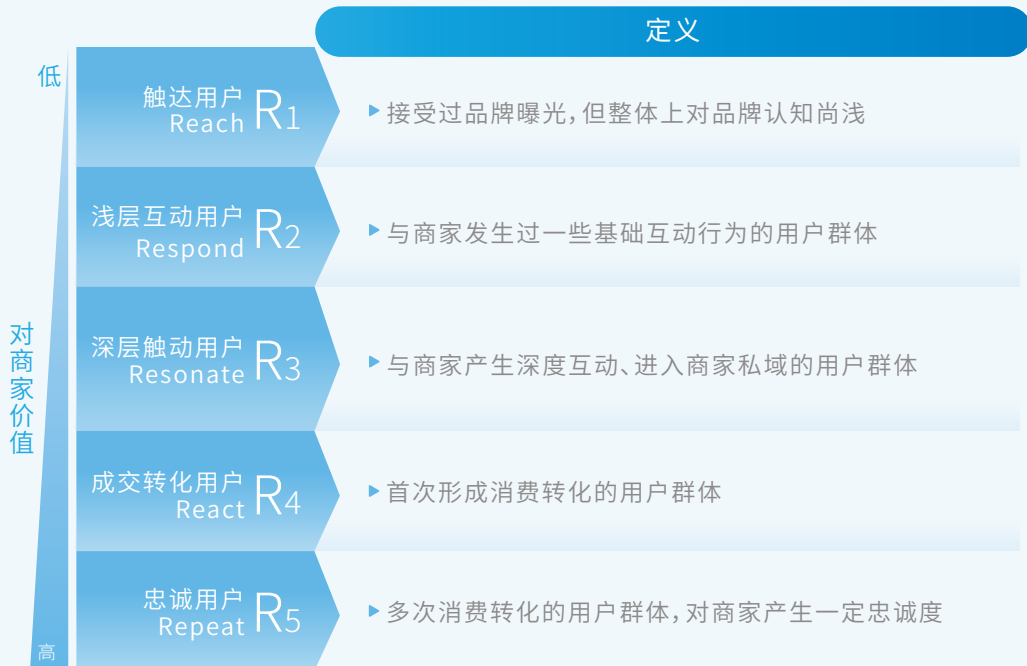 定义
低
触达用户
Reach
R1
接受过品牌曝光，但整体上对品牌认知尚浅
浅层互动用户
Respond
R2
与商家发生过一些基础互动行为的用户群体
对商家价值
深层触动用户
Resonate
R3
与商家产生深度互动、进入商家私域的用户群体
成交转化用户
React
R4
首次形成消费转化的用户群体
忠诚用户
Repeat
R5
多次消费转化的用户群体，对商家产生一定忠诚度
高